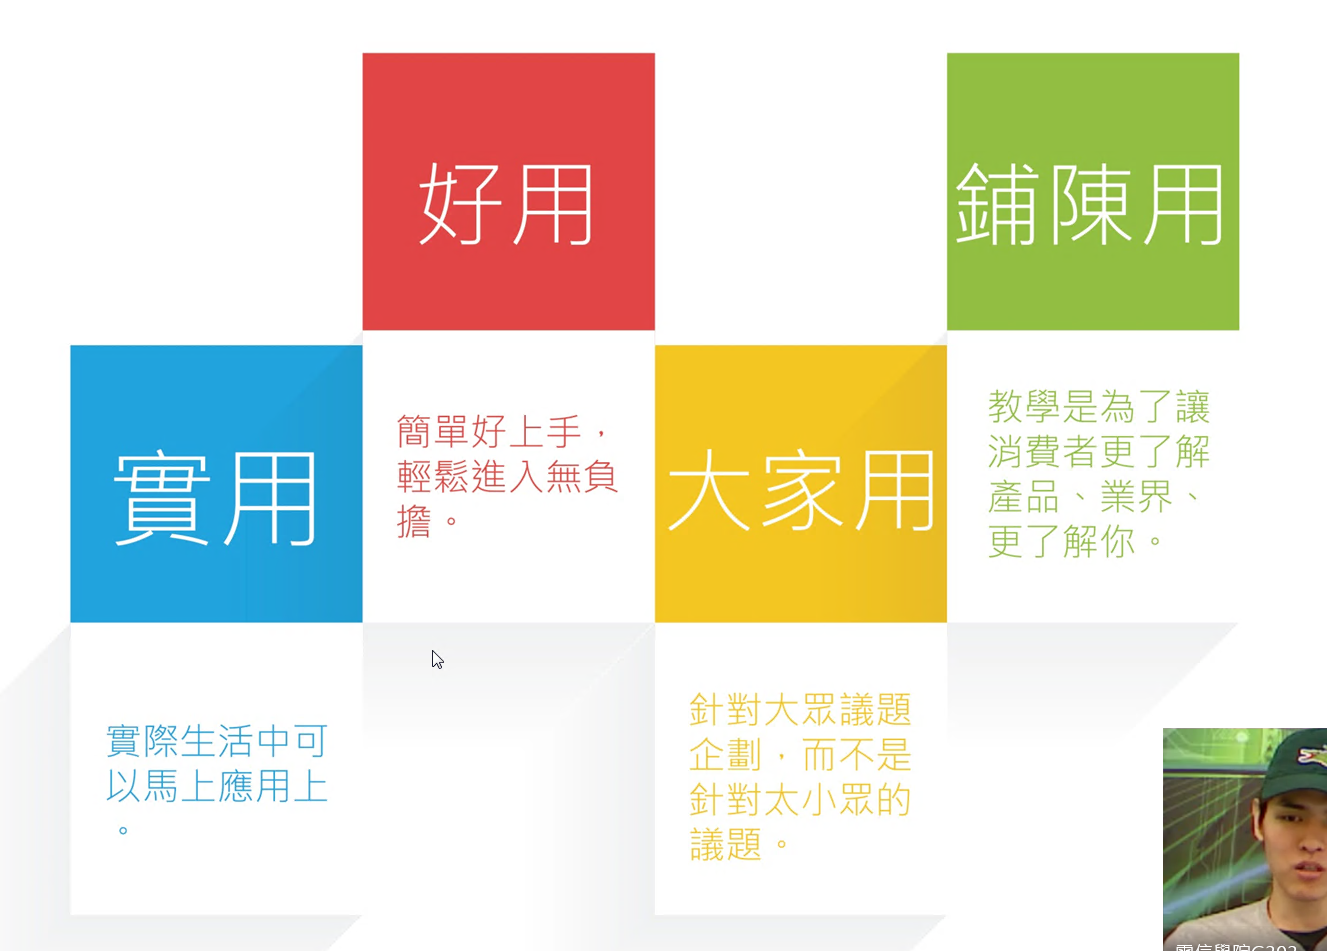 好用
鋪陳用
實用
簡單好上手，
輕鬆進入無負
擔。
大家用
教學是為了讓
消費者更了解
產品、業界、
更了解你。
實際生活中可
以馬上應用上
。
針對大眾議題
企劃，而不是
針對太小眾的
議題。